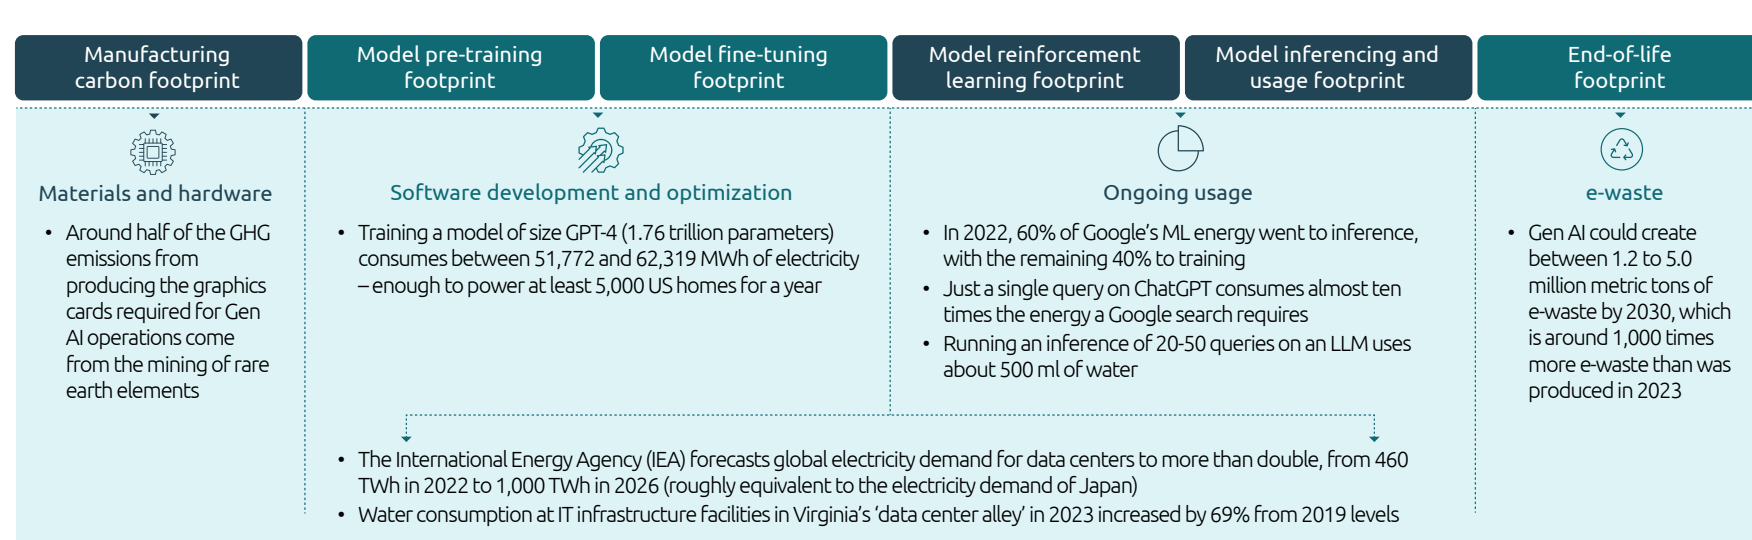 Manufacturing
carbon footprint
Model pre-training
footprint
Model fine-tuning
footprint
Model reinforcement
learning footprint
Model inferencing and
usage footprint
End-of-life
footprint
Materials and hardware
• Around half of the GHG
emissions from
producing the graphics
cards required for Gen
AI operations come
from the mining of rare
earth elements
Software development and optimization
• Training a model of size GPT-4 (1.76 trillion parameters)
consumes between 51,772 and 62,319 MWh of electricity
– enough to power at least 5,000 US homes for a year
Ongoing usage
• In 2022, 60% of Google’s ML energy went to inference,
with the remaining 40% to training
• Just a single query on ChatGPT consumes almost ten
times the energy a Google search requires
• Running an inference of 20-50 queries on an LLM uses
about 500 ml of water
e-waste
• Gen AI could create
between 1.2 to 5.0
million metric tons of
e-waste by 2030, which
is around 1,000 times
more e-waste than was
produced in 2023
• The International Energy Agency (IEA) forecasts global electricity demand for data centers to more than double, from 460
TWh in 2022 to 1,000 TWh in 2026 (roughly equivalent to the electricity demand of Japan)
• Water consumption at IT infrastructure facilities in Virginia’s ‘data center alley’ in 2023 increased by 69% from 2019 levels